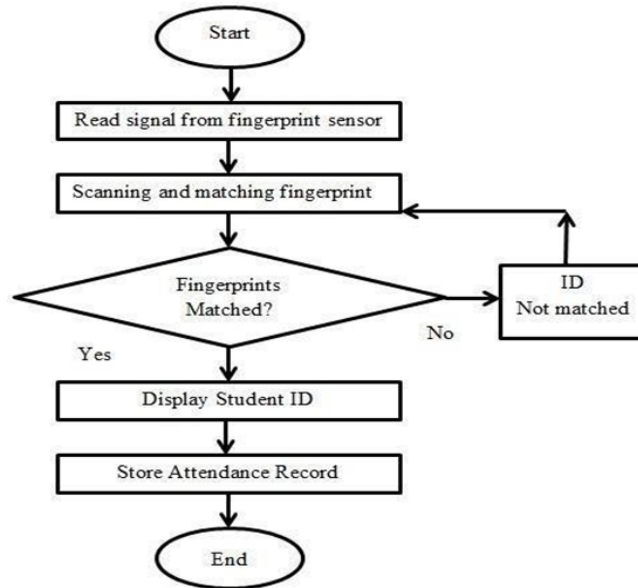 Start
Read signal from fingerprint sensor
Scanning and matching fingerprint
Fingerprints
Matched?
ID
Not matched
No
Yes
Display Student ID
Store Attendance Record
End